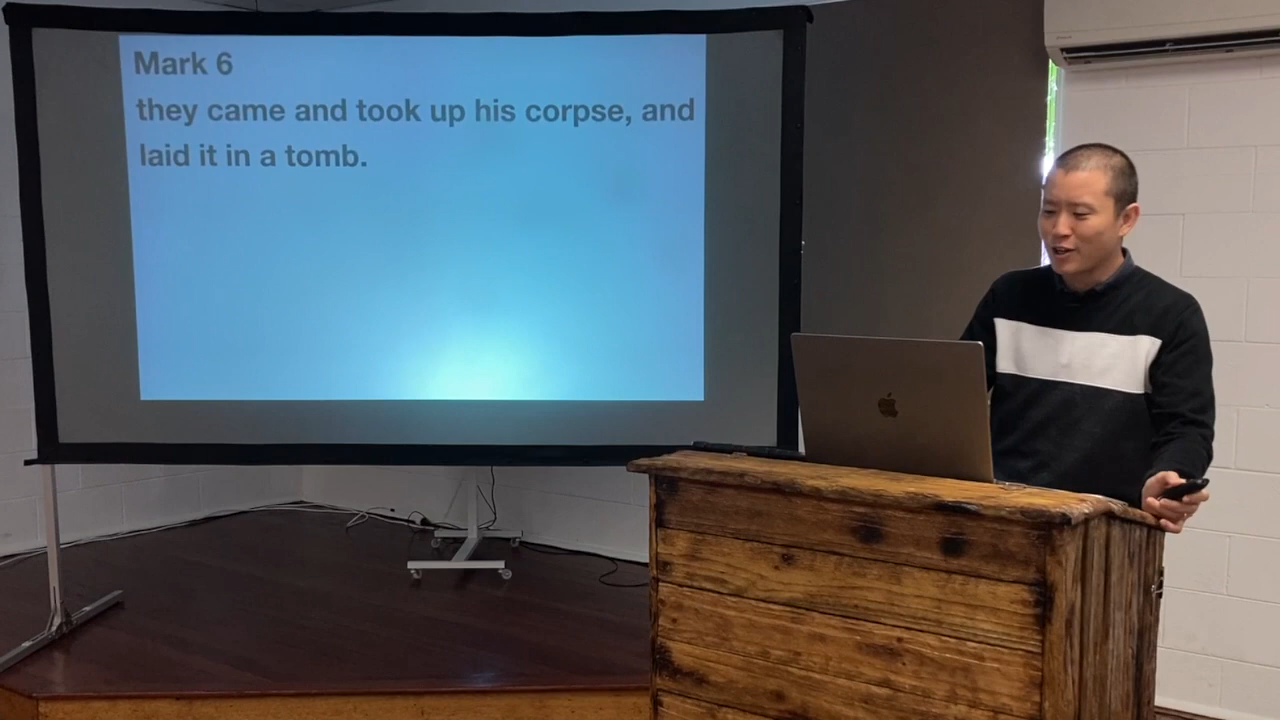 Mark 6
they came and took up his corpse, and
laid it in a tomb.